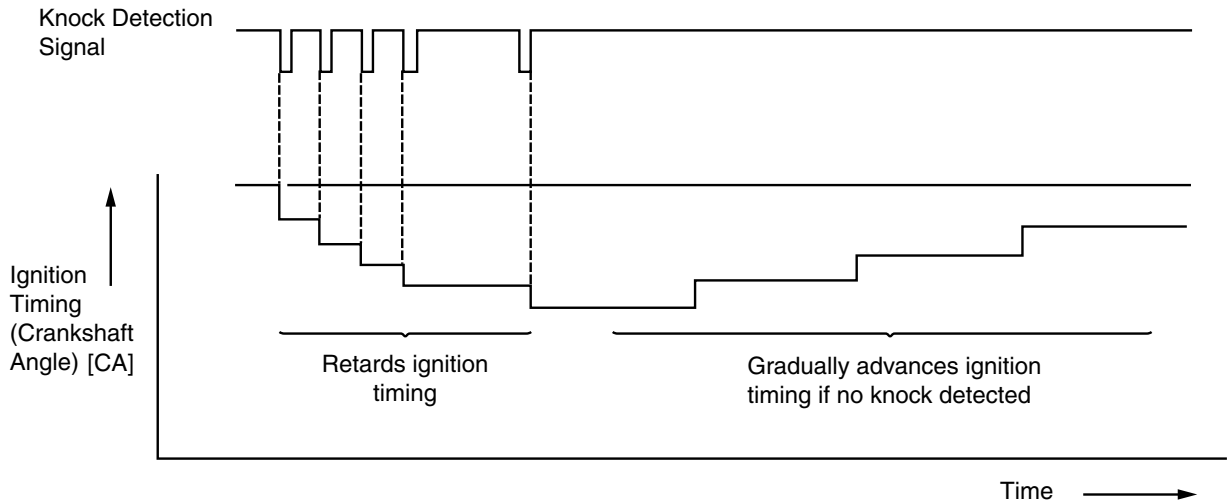 Knock Detection
Signal
Ignition
Timing
(Crankshaft
Angle) [CA]
Retards ignition
timing
Gradually advances ignition
timing if no knock detected
Time